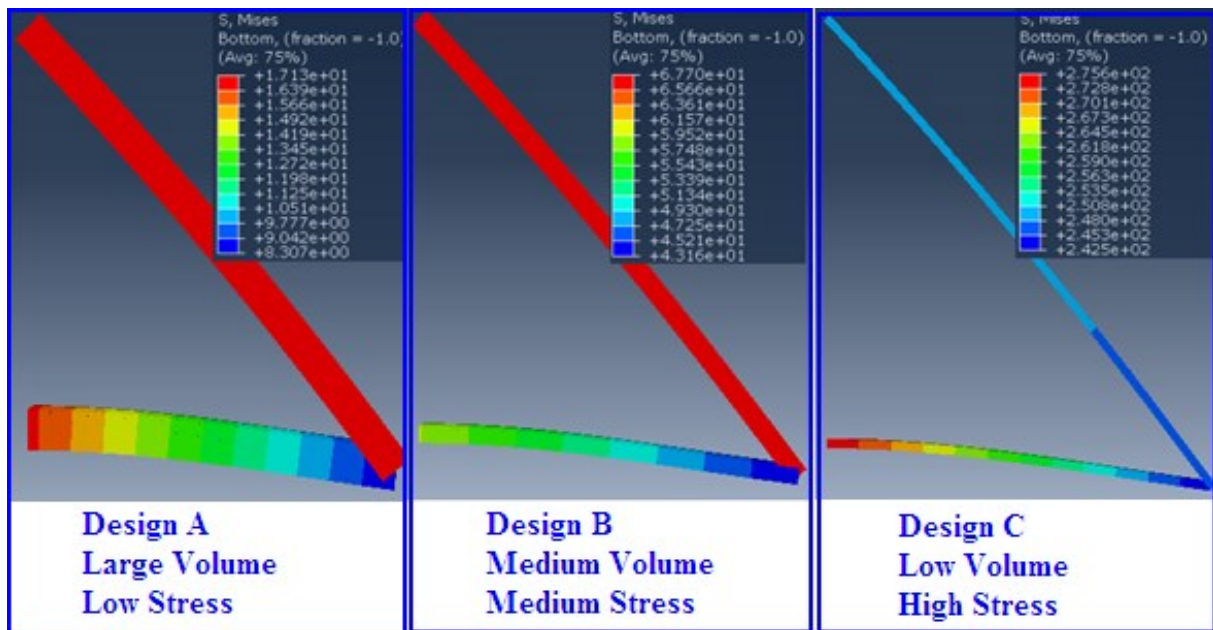 S, Mises
Bottom, (fraction = -1.0)
(Avg: 75%)
+1.713e+01
+1.639e+01
+1.566e+01
+1.492e+01
+1.419e+01
+1.345e+01
+1.272e+01
+1.198e+01
+1.125e+01
+1.051e+01
+9.777e+00
+9.042e+00
+8.307e+00
Design A
Large Volume
Low Stress
S, Mises
Bottom, (fraction = -1.0)
(Avg: 75%)
+6.770e+01
+6.566e+01
+6.361e+01
+6.157e+01
+5.952e+01
+5.748e+01
+5.543e+01
+5.339e+01
+5.134e+01
+4.930e+01
+4.725e+01
+4.521e+01
+4.316e+01
Design B
Medium Volume
Medium Stress
S, Mises
Bottom, (fraction = -1.0)
(Avg: 75%)
+2.756e+02
+2.728e+02
+2.701e+02
+2.673e+02
+2.645e+02
+2.618e+02
+2.590e+02
+2.563e+02
+2.535e+02
+2.508e+02
+2.480e+02
+2.453e+02
+2.425e+02
Design C
Low Volume
High Stress